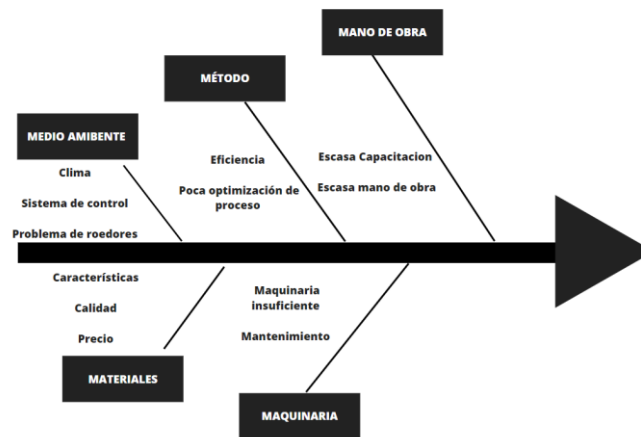 MANO DE OBRA
MÉTODO
MEDIO AMIBENTE
Clima
Sistema de control
Problema de roedores
Eficiencia
Poca optimización de
proceso
Escasa Capacitacion
Escasa mano de obra
Características
Calidad
Precio
MATERIALES
Maquinaria
insuficiente
Mantenimiento
MAQUINARIA